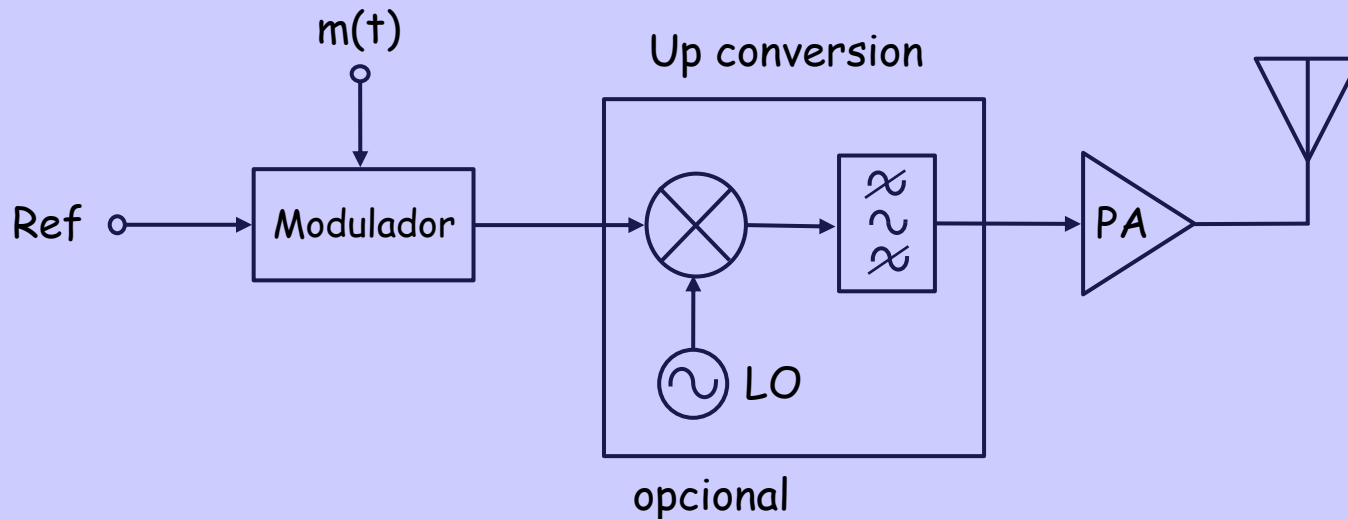 m(t)
Up conversion
Ref
Modulador
PA
LO
opcional